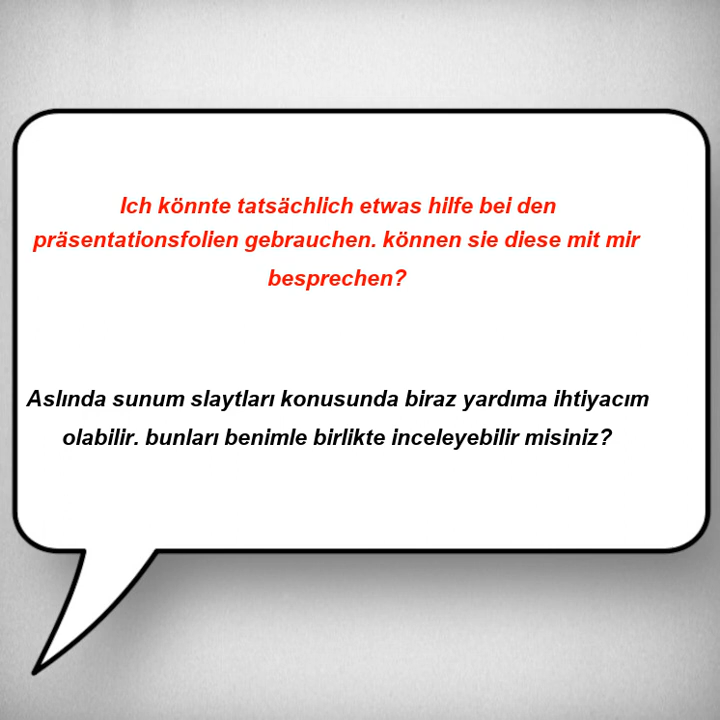 Ich könnte tatsächlich etwas hilfe bei den
präsentationsfolien gebrauchen. können sie diese mit mir
besprechen?
Aslında sunum slaytları konusunda biraz yardıma ihtiyacım
olabilir. bunları benimle birlikte inceleyebilir misiniz?